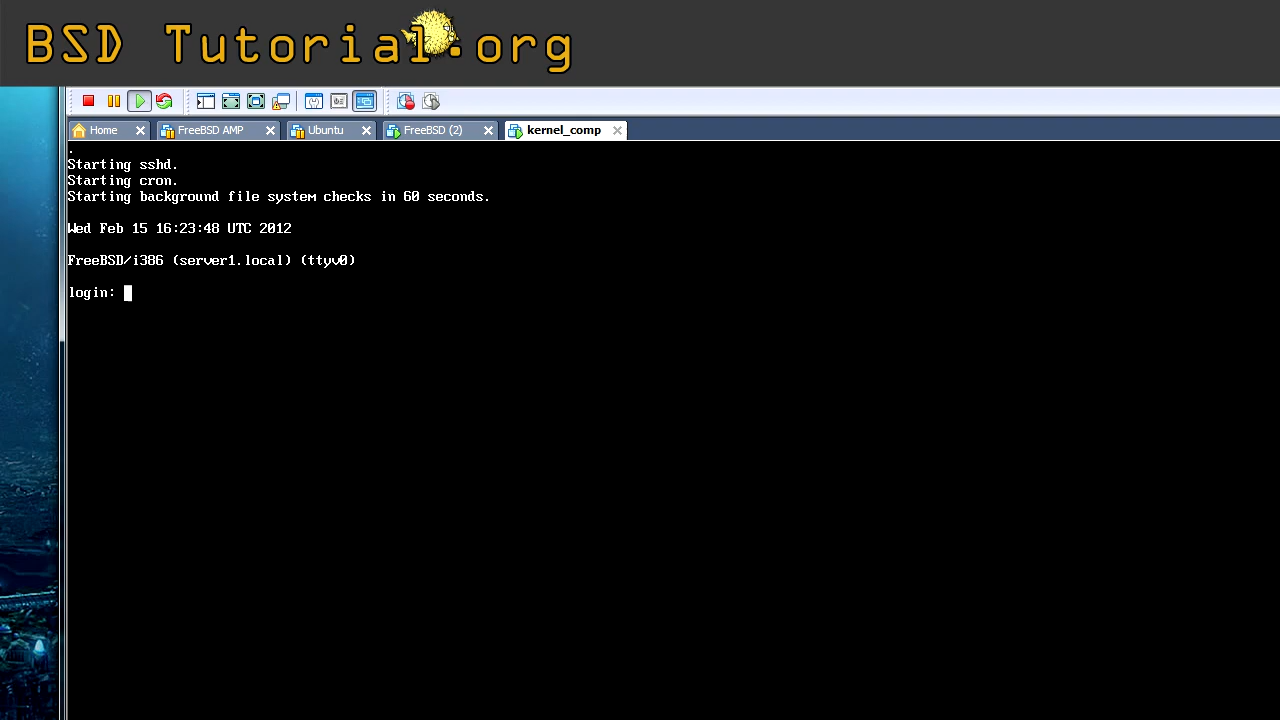 BSD Tutorial.org
Home FreeBSD AMP Ubuntu FreeBSD (2) kernel_comp
.
Starting sshd.
Starting cron.
Starting background file system checks in 60 seconds.
Wed Feb 15 16:23:48 UTC 2012
FreeBSD/i386 (server1.local) (ttyv0)
login: